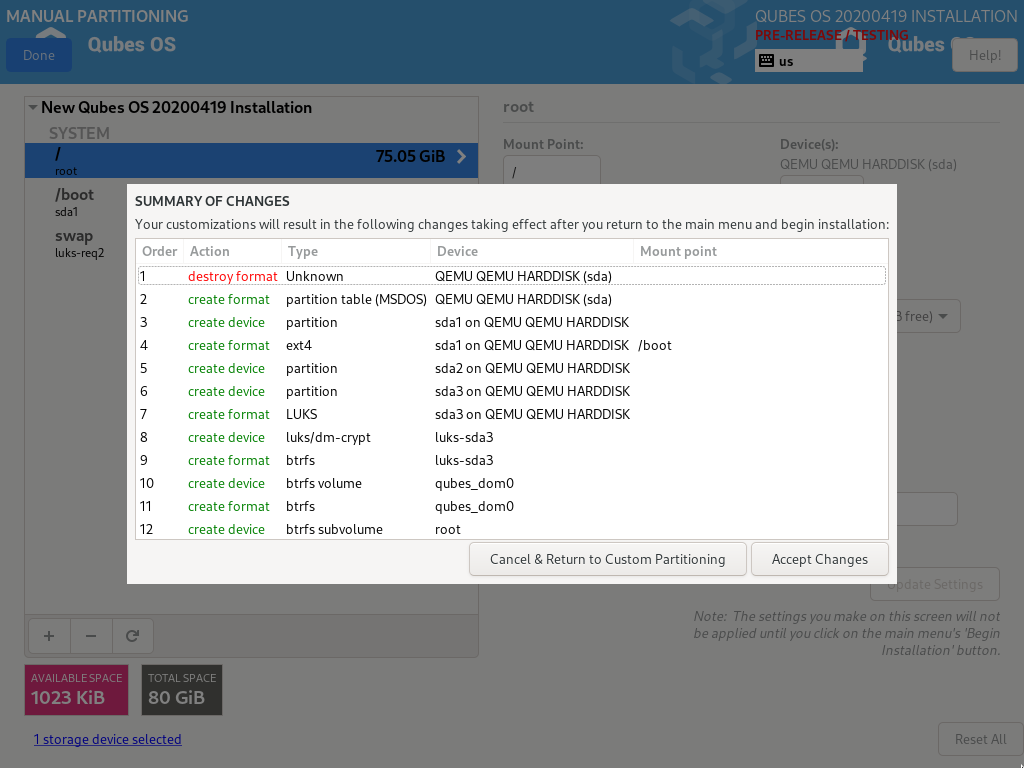 MANUAL PARTITIONING
QUBES OS 20200419 INSTALLATION
PRE-RELEASE / TESTING
Done
Qubes OS
us
Qubes
Help!
New Qubes OS 20200419 Installation
SYSTEM
/
75.05 GiB
root
/boot
sda1
swap
luks-req2
root
Mount Point:
Device(s):
/
QEMU QEMU HARDDISK (sda)
SUMMARY OF CHANGES
Your customizations will result in the following changes taking effect after you return to the main menu and begin installation:
Order Action Type Device Mount point
1 destroy format Unknown QEMU QEMU HARDDISK (sda)
2 create format partition table (MSDOS) QEMU QEMU HARDDISK (sda)
3 create device partition sda1 on QEMU QEMU HARDDISK
4 create format ext4 sda1 on QEMU QEMU HARDDISK /boot
5 create device partition sda2 on QEMU QEMU HARDDISK
6 create device partition sda3 on QEMU QEMU HARDDISK
7 create format LUKS sda3 on QEMU QEMU HARDDISK
8 create device luks/dm-crypt luks-sda3
9 create format btrfs luks-sda3
10 create device btrfs volume qubes_dom0
11 create format btrfs qubes_dom0
12 create device btrfs subvolume root
Cancel & Return to Custom Partitioning
Accept Changes
free)
Update Settings
Note: The settings you make on this screen will not
be applied until you click on the main menu's 'Begin
Installation' button.
+ −
AVAILABLE SPACE
1023 KiB
TOTAL SPACE
80 GiB
1 storage device selected
Reset All